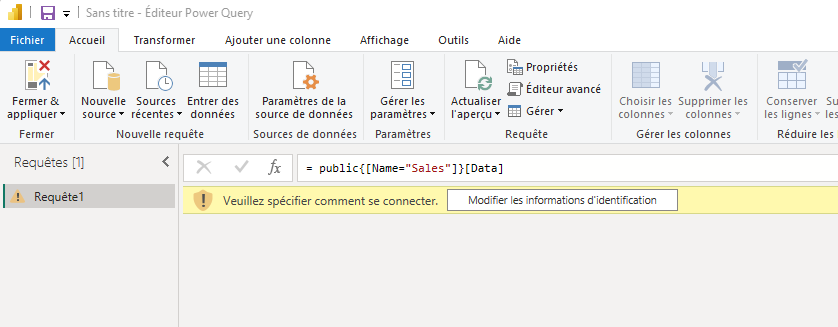 Sans titre - Éditeur Power Query
Fichier Accueil Transformer Ajouter une colonne Affichage Outils Aide
Fermer & appliquer
Nouvelle source
Sources récentes
Entrer des données
Paramètres de la source de données
Gérer les paramètres
Actualiser l'aperçu
Propriétés
Éditeur avancé
Gérer
Choisir les colonnes
Supprimer les colonnes
Conserver les lignes
Fermer Nouvelle requête Sources de données Paramètres Requête Gérer les colonnes Réduire les
Requêtes [1]
fx = public{[Name="Sales"]}[Data]
Requête1
Veuillez spécifier comment se connecter. Modifier les informations d'identification